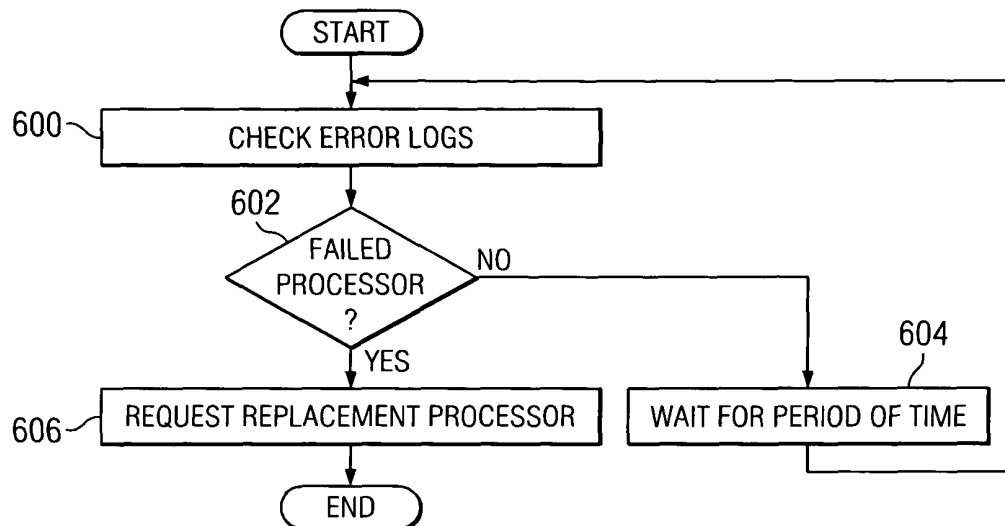 START
600
CHECK ERROR LOGS
602
FAILED
PROCESSOR
?
NO
YES
604
606
REQUEST REPLACEMENT PROCESSOR
WAIT FOR PERIOD OF TIME
END